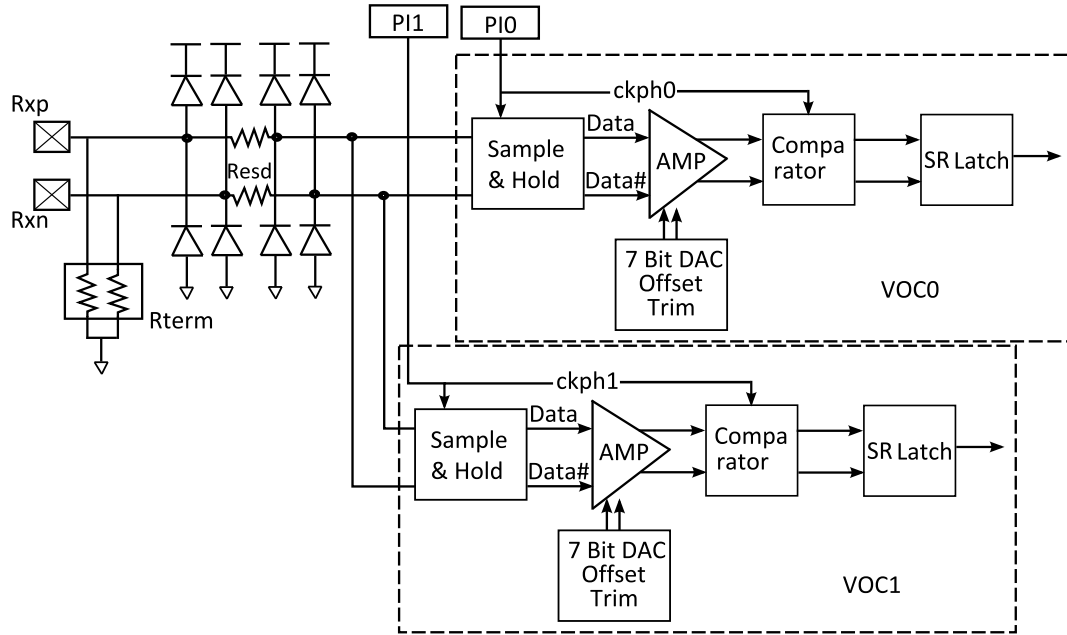 PI1
PI0
Rxp
ckph0
Data
Sample
& Hold
AMP
Compa
rator
SR Latch
Resd
Data#
Rxn
7 Bit DAC
Offset
Trim
VOC0
Rterm
ckph1
Data
Sample
& Hold
AMP
Compa
rator
SR Latch
Data#
7 Bit DAC
Offset
Trim
VOC1